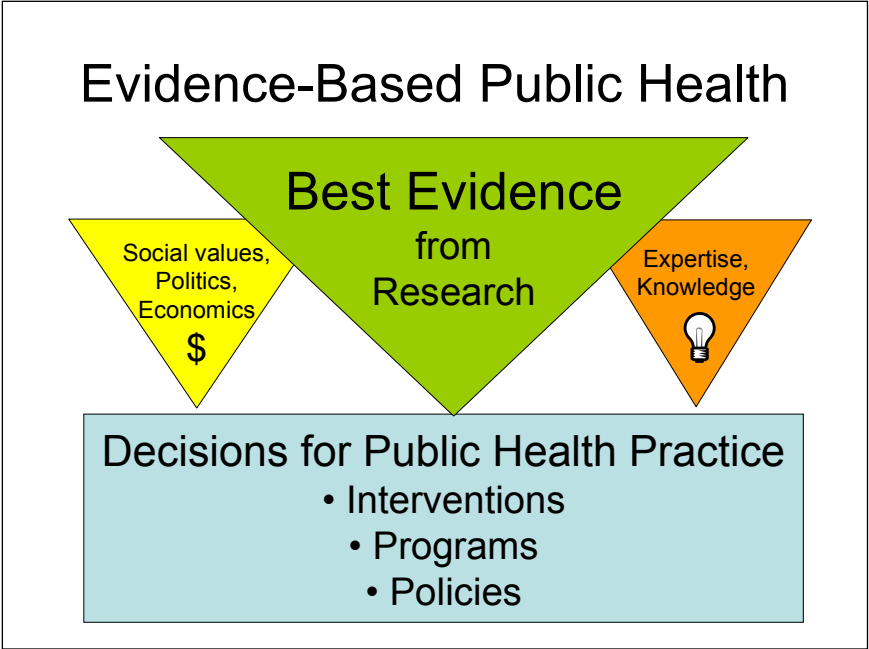 Evidence-Based Public Health
Best Evidence
from
Research
Social values,
Politics,
Economics
$
Expertise,
Knowledge
Decisions for Public Health Practice
• Interventions
• Programs
• Policies